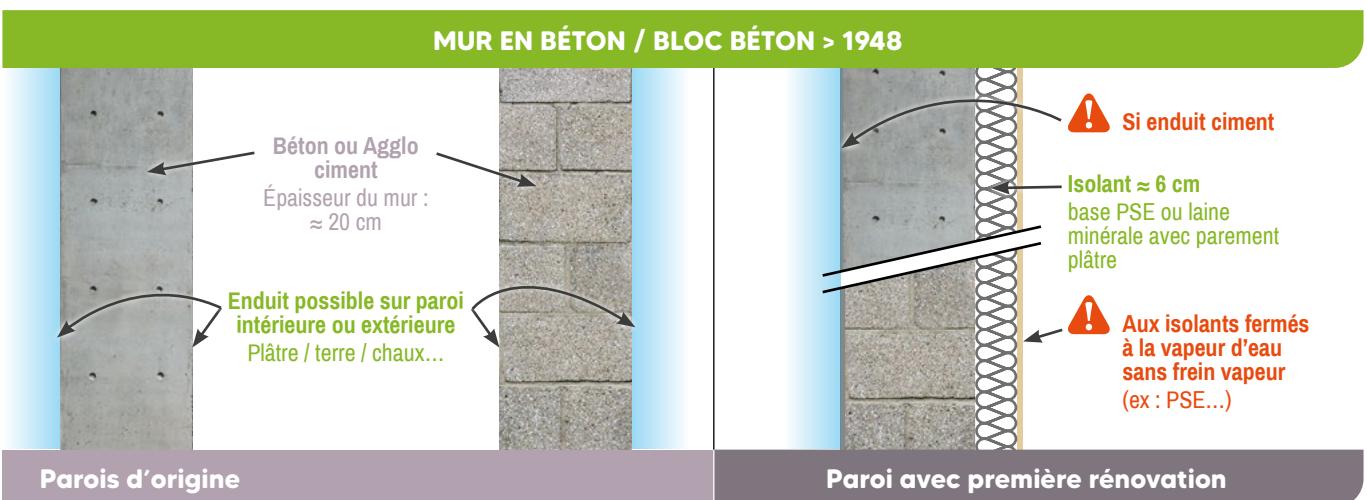 MUR EN BÉTON / BLOC BÉTON > 1948
Béton ou Agglo
ciment
Épaisseur du mur :
≈ 20 cm
Enduit possible sur paroi
intérieure ou extérieure
Plâtre / terre / chaux…
Si enduit ciment
Isolant ≈ 6 cm
base PSE ou laine
minérale avec parement
plâtre
Aux isolants fermés
à la vapeur d’eau
sans frein vapeur
(ex : PSE…)
Parois d’origine
Paroi avec première rénovation